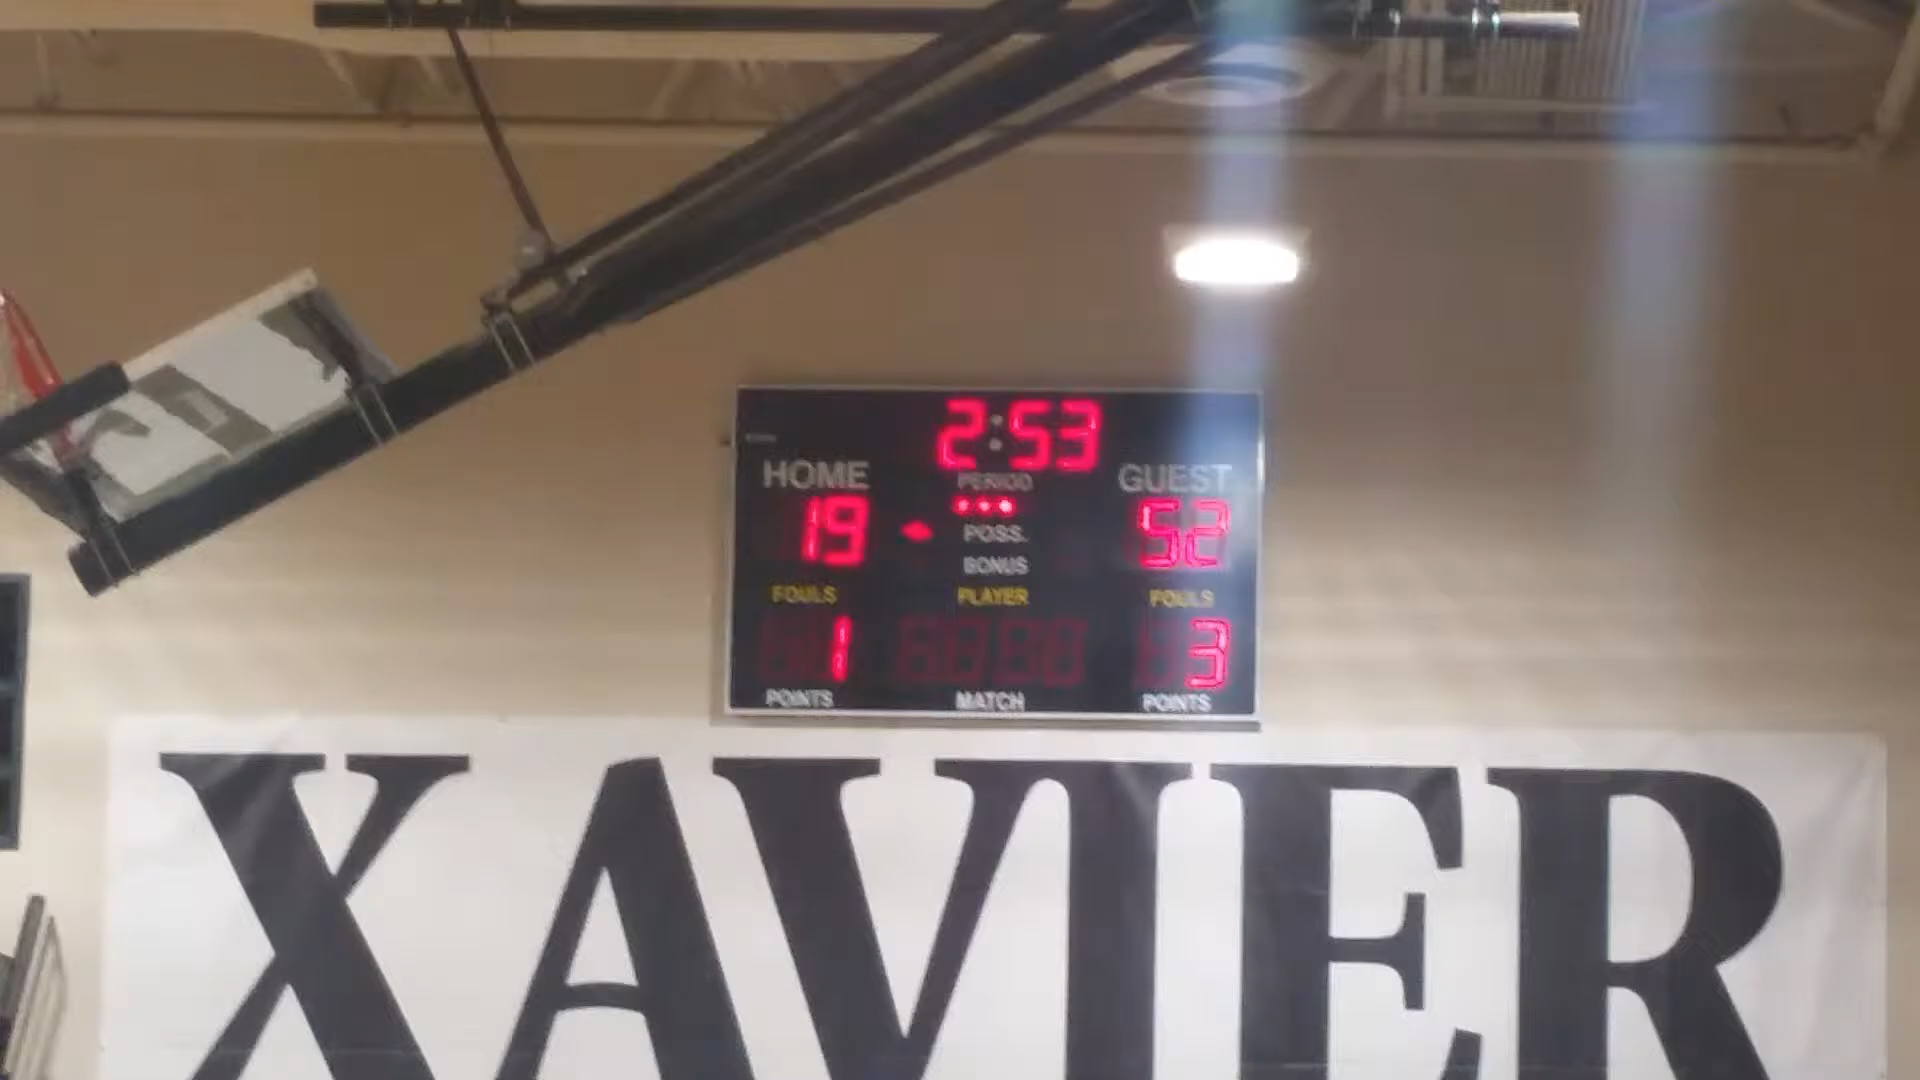 2:53
HOME PERIOD GUEST
19 POSS. 52
BONUS
FOULS PLAYER FOULS
1 3
POINTS MATCH POINTS
XAVIER